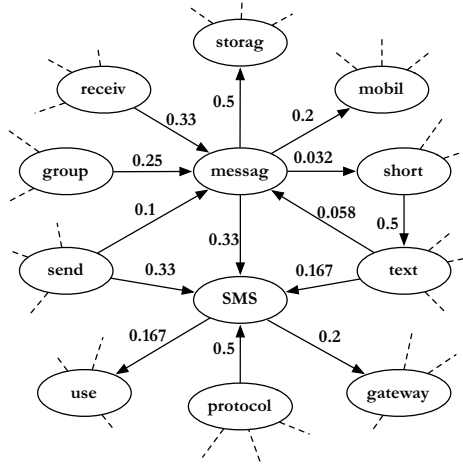 storag
receiv
mobil
0.5
0.2
0.33
group
0.25
messag
0.032
short
0.1
0.058
0.33
0.5
send
0.33
0.167
text
SMS
0.167
0.2
0.5
use
protocol
gateway